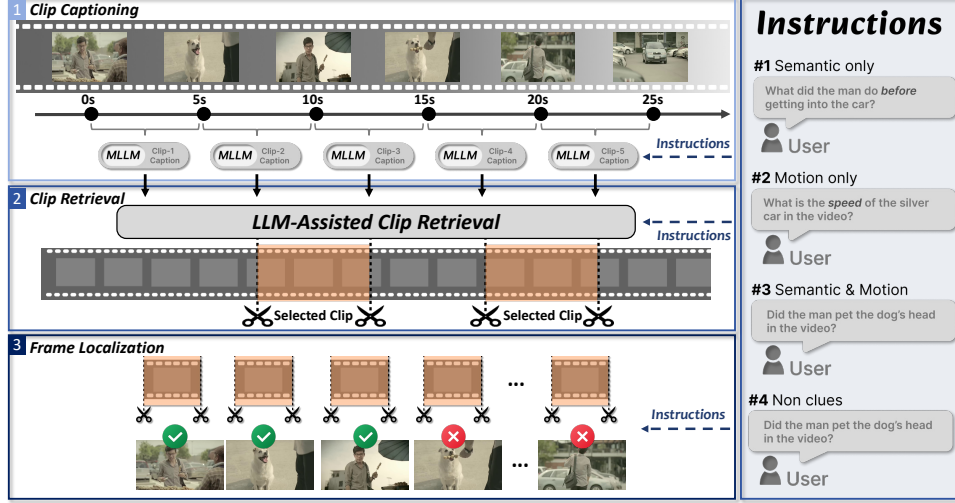 1 Clip Captioning
0s 5s 10s 15s 20s 25s
MLLM Clip-1 Caption
MLLM Clip-2 Caption
MLLM Clip-3 Caption
MLLM Clip-4 Caption
MLLM Clip-5 Caption
Instructions
2 Clip Retrieval
LLM-Assisted Clip Retrieval
Instructions
Selected Clip
Selected Clip
3 Frame Localization
...
Instructions
...
Instructions
#1 Semantic only
What did the man do before
getting into the car?
User
#2 Motion only
What is the speed of the silver
car in the video?
User
#3 Semantic & Motion
Did the man pet the dog's head
in the video?
User
#4 Non clues
Did the man pet the dog's head
in the video?
User